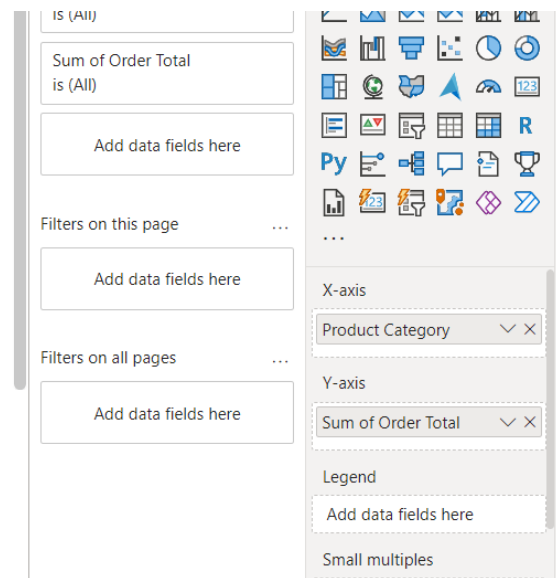 is (All)
Sum of Order Total
is (All)
Add data fields here
Filters on this page
...
Add data fields here
Filters on all pages
...
Add data fields here
123
R
Py
123
...
X-axis
Product Category
Y-axis
Sum of Order Total
Legend
Add data fields here
Small multiples